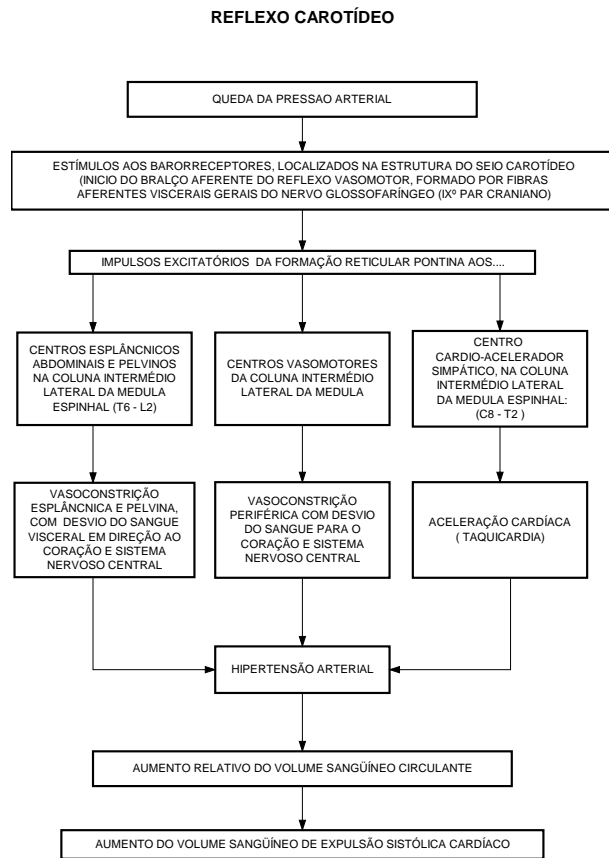 REFLEXO CAROTÍDEO
QUEDA DA PRESSAO ARTERIAL
ESTÍMULOS AOS BARORRECEPTORES, LOCALIZADOS NA ESTRUTURA DO SEIO CAROTÍDEO
(INICIO DO BRALÇO AFERENTE DO REFLEXO VASOMOTOR, FORMADO POR FIBRAS
AFERENTES VISCERAIS GERAIS DO NERVO GLOSSOFARÍNGEO (IXº PAR CRANIANO)
IMPULSOS EXCITATÓRIOS DA FORMAÇÃO RETICULAR PONTINA AOS....
CENTROS ESPLÂNCNICOS
ABDOMINAIS E PELVINOS
NA COLUNA INTERMÉDIO
LATERAL DA MEDULA
ESPINHAL (T6 - L2)
CENTROS VASOMOTORES
DA COLUNA INTERMÉDIO
LATERAL DA MEDULA
CENTRO
CARDIO-ACELERADOR
SIMPÁTICO, NA COLUNA
INTERMÉDIO LATERAL
DA MEDULA ESPINHAL:
(C8 - T2 )
VASOCONSTRIÇÃO
ESPLÂNCNICA E PELVINA,
COM DESVIO DO SANGUE
VISCERAL EM DIREÇÃO AO
CORAÇÃO E SISTEMA
NERVOSO CENTRAL
VASOCONSTRIÇÃO
PERIFÉRICA COM DESVIO
DO SANGUE PARA O
CORAÇÃO E SISTEMA
NERVOSO CENTRAL
ACELERAÇÃO CARDÍACA
( TAQUICARDIA)
HIPERTENSÃO ARTERIAL
AUMENTO RELATIVO DO VOLUME SANGÜÍNEO CIRCULANTE
AUMENTO DO VOLUME SANGÜÍNEO DE EXPULSÃO SISTÓLICA CARDÍACO